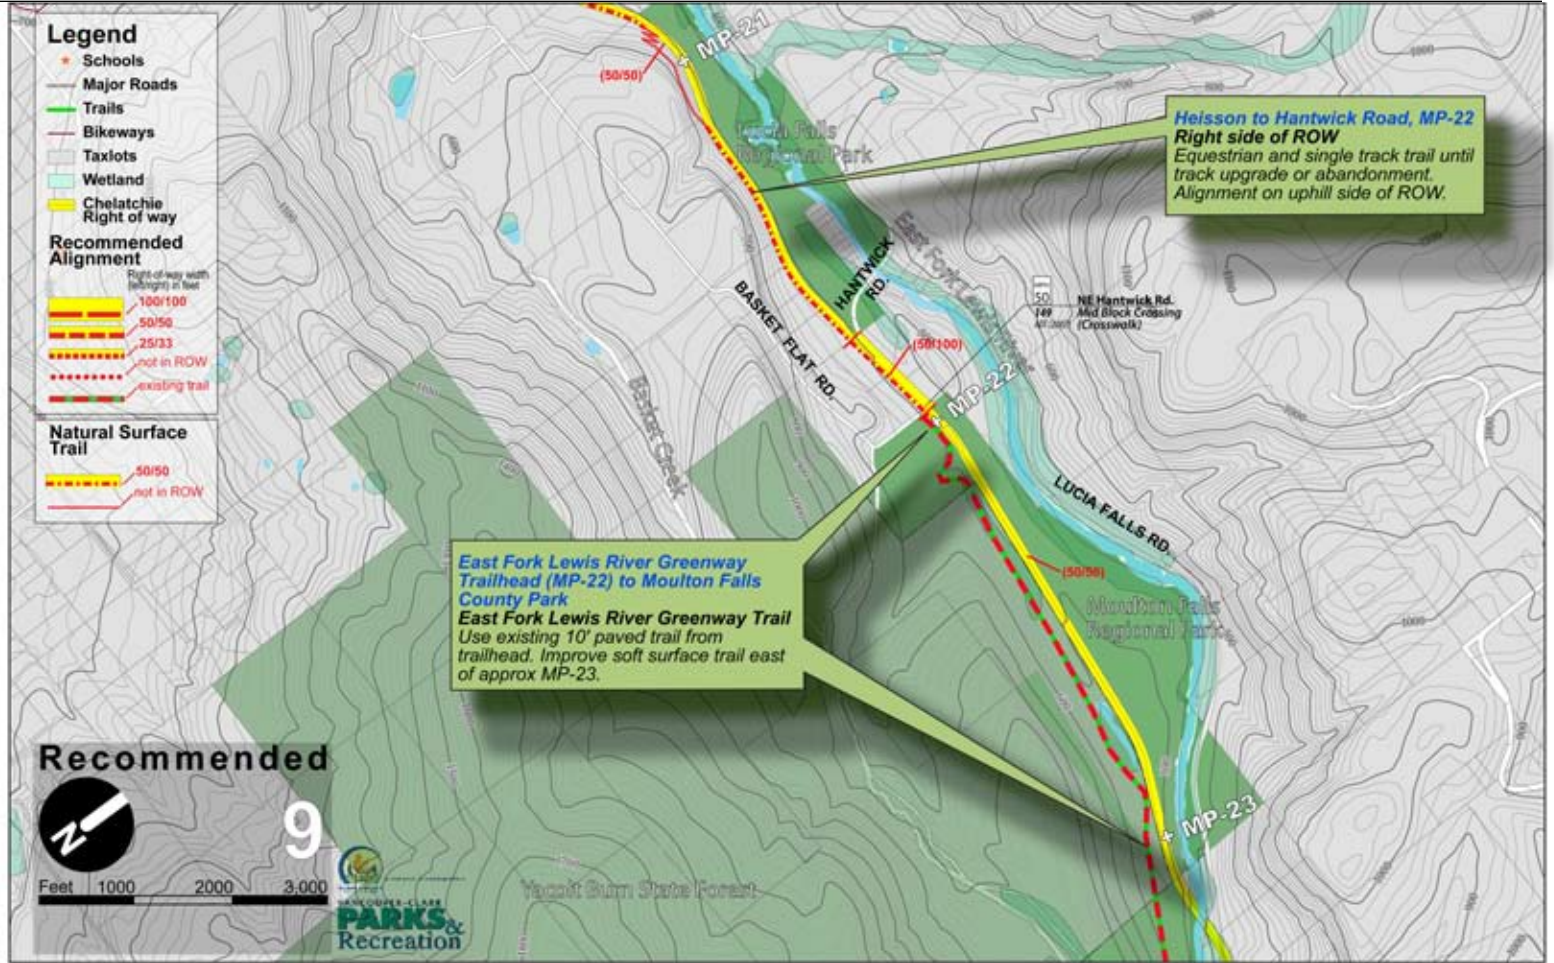 Legend
Schools
Major Roads
Trails
Bikeways
Taxlots
Wetland
Chelatchie
Right of way
Recommended
Alignment
Right-of-way width
(left/right) in feet
100/100
50/50
25/33
not in ROW
existing trail
Natural Surface
Trail
50/50
not in ROW
MP-21
(50/50)
Lucia Falls
Regional Park
Heisson to Hantwick Road, MP-22
Right side of ROW
Equestrian and single track trail until
track upgrade or abandonment.
Alignment on uphill side of ROW.
HANTWICK
RD.
East Fork Lewis River
BASKET FLAT RD.
50
149
NE Hantwick Rd.
Mid Block Crossing
(Crosswalk)
(50/100)
MP-22
Basket Creek
LUCIA FALLS RD.
(50/50)
Moulton Falls
Regional Park
East Fork Lewis River Greenway
Trailhead (MP-22) to Moulton Falls
County Park
East Fork Lewis River Greenway Trail
Use existing 10' paved trail from
trailhead. Improve soft surface trail east
of approx MP-23.
MP-23
Yacolt Burn State Forest
Recommended
N
9
Feet 1000 2000 3,000
VANCOUVER-CLARK
PARKS&
Recreation